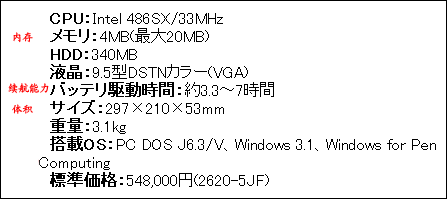 CPU:Intel 486SX/33MHz
内存 メモリ:4MB(最大20MB)
HDD:340MB
液晶:9.5型DSTNカラー(VGA)
续航能力 バッテリ駆動時間:約3.3～7時間
体积 サイズ:297×210×53mm
重量:3.1kg
搭載OS:PC DOS J6.3/V、Windows 3.1、Windows for Pen
Computing
標準価格:548,000円(2620-5JF)